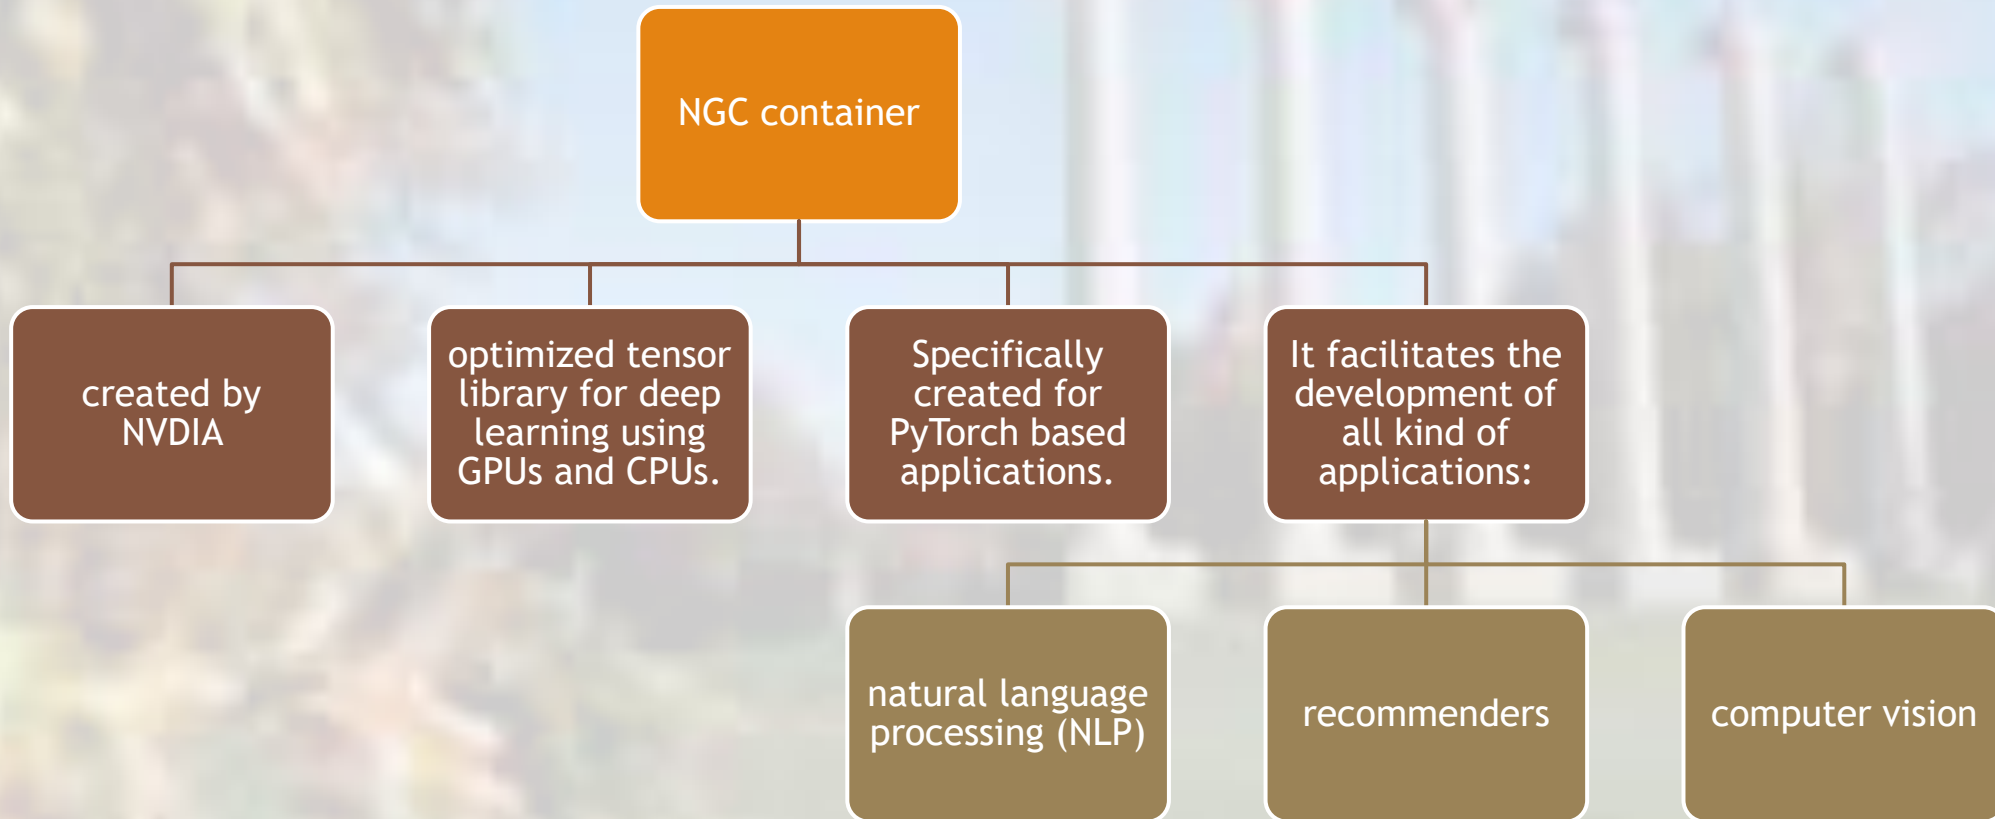 NGC container
created by
NVDIA
optimized tensor
library for deep
learning using
GPUs and CPUs.
Specifically
created for
PyTorch based
applications.
It facilitates the
development of
all kind of
applications:
natural language
processing (NLP)
recommenders
computer vision